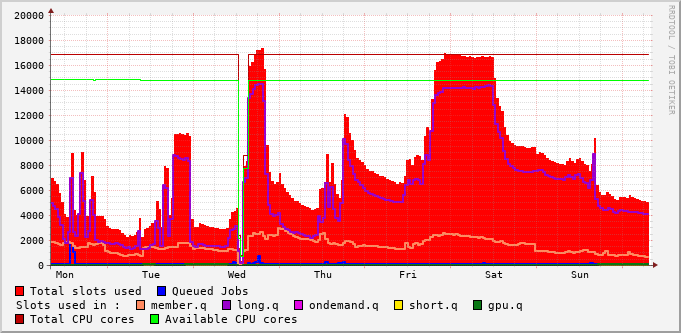 20000
18000
16000
14000
12000
10000
8000
6000
4000
2000
0
Mon Tue Wed Thu Fri Sat Sun
RRDTOOL / TOBI OETIKER
Total slots used Queued Jobs
Slots used in : member.q long.q ondemand.q short.q gpu.q
Total CPU cores Available CPU cores